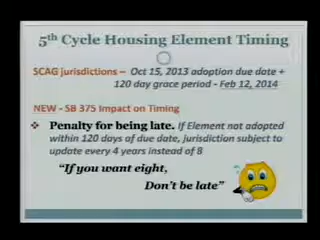 5th Cycle Housing Element Timing
SCAG jurisdictions – Oct 15, 2013 adoption due date +
120 day grace period - Feb 12, 2014
NEW - SB 375 Impact on Timing
❖ Penalty for being late. If Element not adopted
within 120 days of due date, jurisdiction subject to
update every 4 years instead of 8
“If you want eight,
Don't be late”